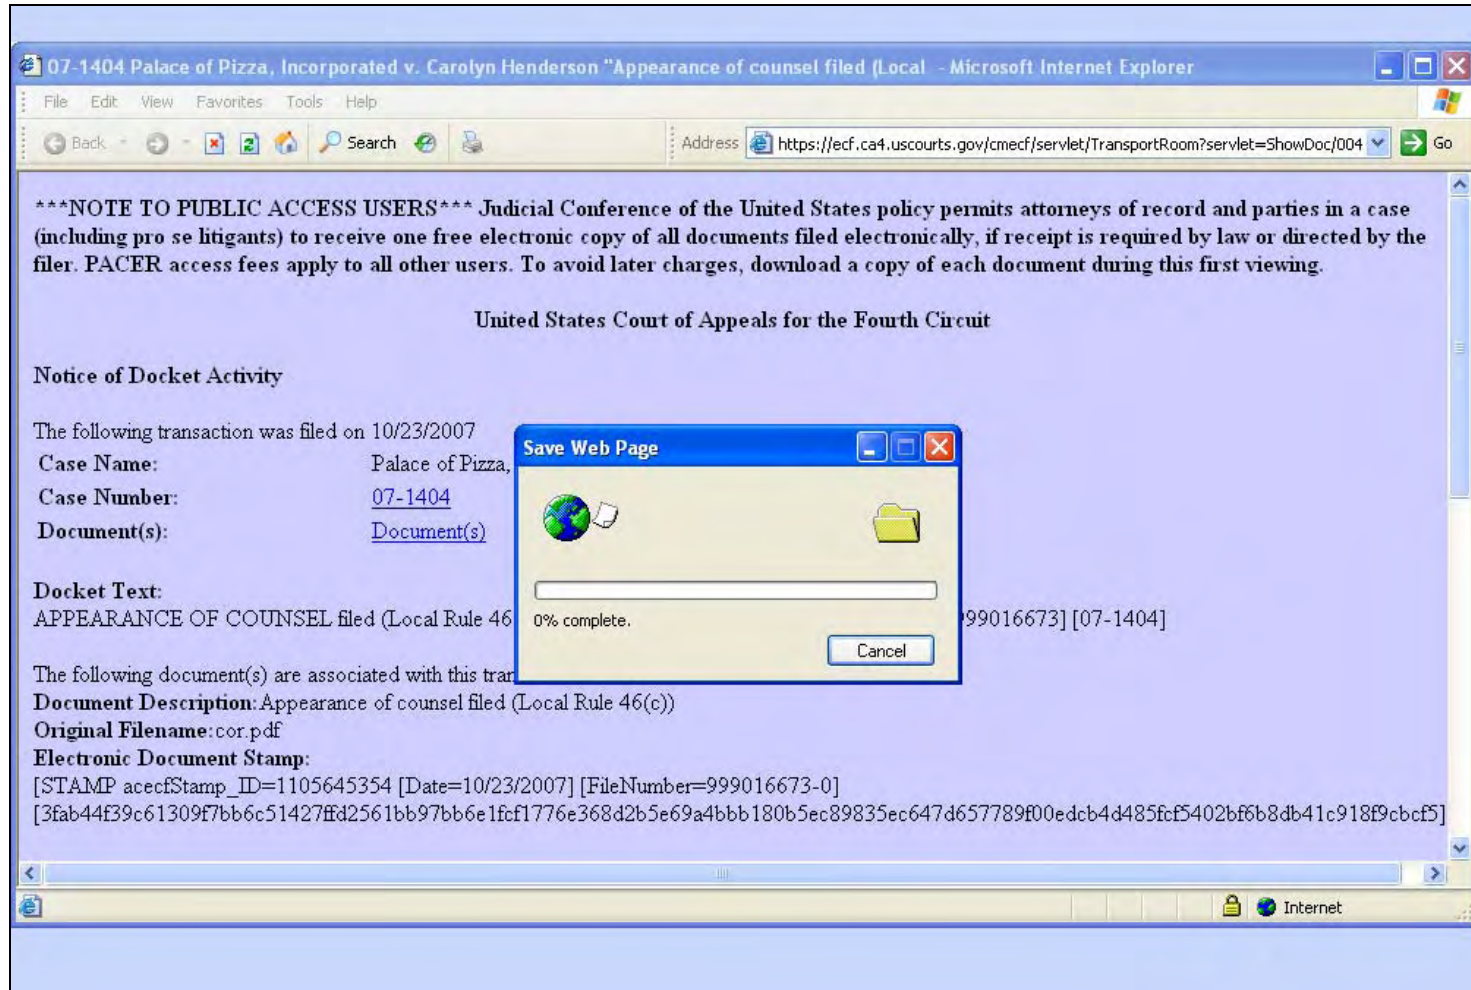 07-1404 Palace of Pizza, Incorporated v. Carolyn Henderson "Appearance of counsel filed (Local - Microsoft Internet Explorer
File Edit View Favorites Tools Help
Back Search Address https://ecf.ca4.uscourts.gov/cmecf/servlet/TransportRoom?servlet=ShowDoc/004 Go
***NOTE TO PUBLIC ACCESS USERS*** Judicial Conference of the United States policy permits attorneys of record and parties in a case
(including pro se litigants) to receive one free electronic copy of all documents filed electronically, if receipt is required by law or directed by the
filer. PACER access fees apply to all other users. To avoid later charges, download a copy of each document during this first viewing.
United States Court of Appeals for the Fourth Circuit
Notice of Docket Activity
The following transaction was filed on 10/23/2007
Case Name: Palace of Pizza,
Case Number: 07-1404
Document(s): Document(s)
Save Web Page
0% complete.
Cancel
Docket Text:
APPEARANCE OF COUNSEL filed (Local Rule 46 99016673] [07-1404]
The following document(s) are associated with this tran
Document Description: Appearance of counsel filed (Local Rule 46(c))
Original Filename: cor.pdf
Electronic Document Stamp:
[STAMP acecfStamp_ID=1105645354 [Date=10/23/2007] [FileNumber=999016673-0]
[3fab44f39c61309f7bb6c51427ffd2561bb97bb6e1fcf1776e368d2b5e69a4bbb180b5ec89835ec647d657789f00edcb4d485fcf5402bf6b8db41c918f9cbcf5]
Internet